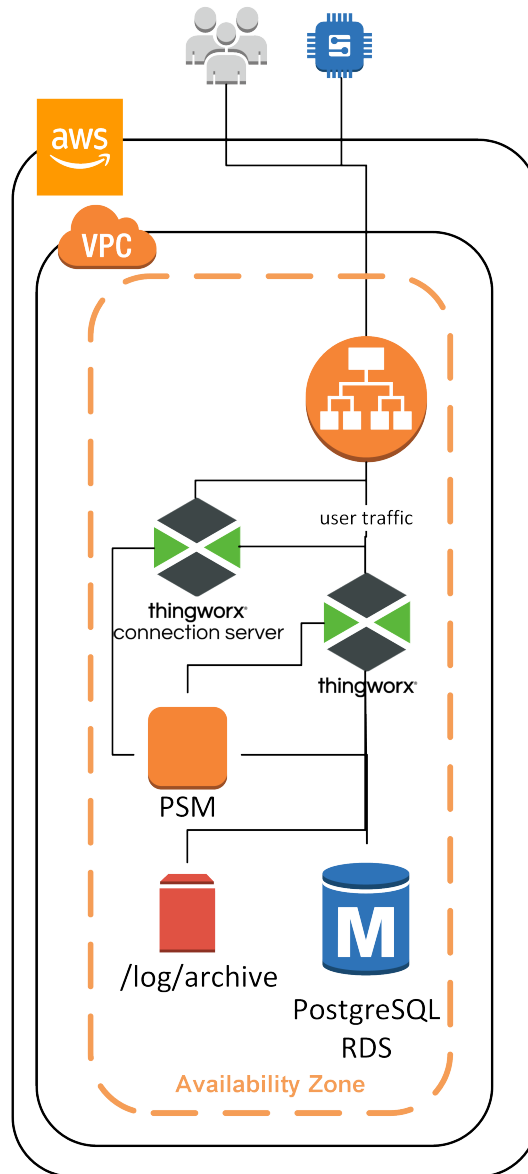 aws
VPC
user traffic
thingworx®
connection server
thingworx®
PSM
/log/archive
M
PostgreSQL
RDS
Availability Zone